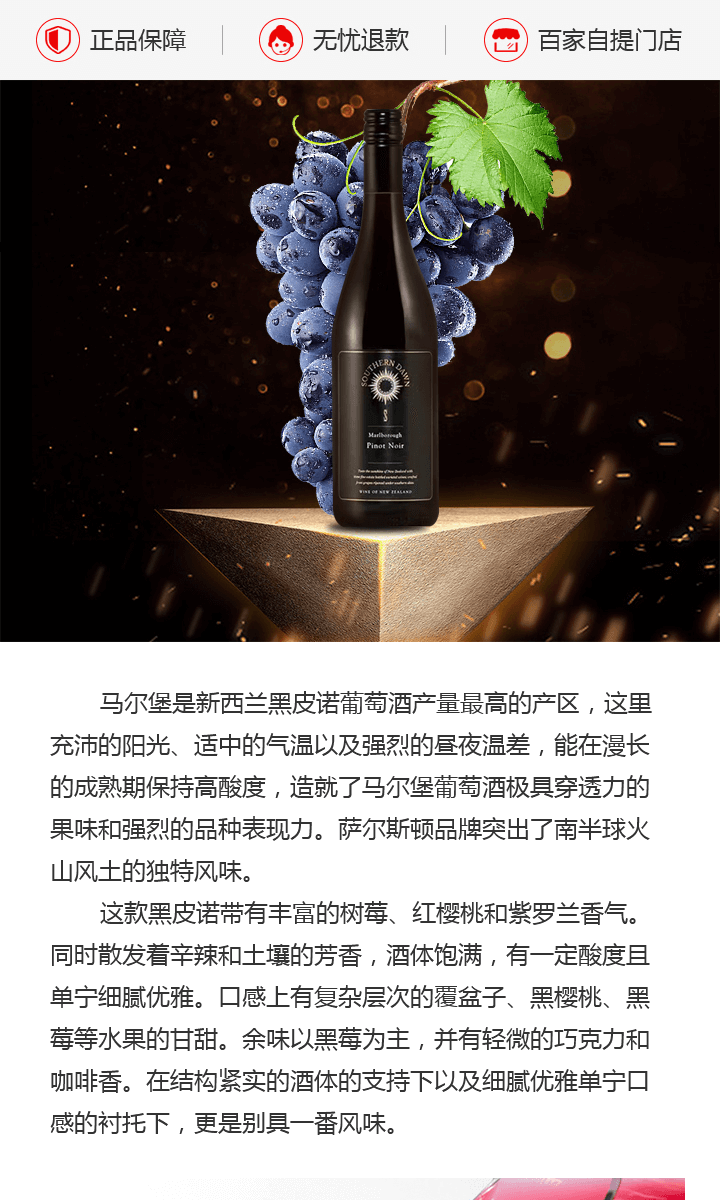 正品保障
无忧退款
百家自提门店
SOUTHERN DAWN
S
Marlborough
Pinot Noir
WINE OF NEW ZEALAND
马尔堡是新西兰黑皮诺葡萄酒产量最高的产区，这里
充沛的阳光、适中的气温以及强烈的昼夜温差，能在漫长
的成熟期保持高酸度，造就了马尔堡葡萄酒极具穿透力的
果味和强烈的品种表现力。萨尔斯顿品牌突出了南半球火
山风土的独特风味。
这款黑皮诺带有丰富的树莓、红樱桃和紫罗兰香气。
同时散发着辛辣和土壤的芳香，酒体饱满，有一定酸度且
单宁细腻优雅。口感上有复杂层次的覆盆子、黑樱桃、黑
莓等水果的甘甜。余味以黑莓为主，并有轻微的巧克力和
咖啡香。在结构紧实的酒体的支持下以及细腻优雅单宁口
感的衬托下，更是别具一番风味。